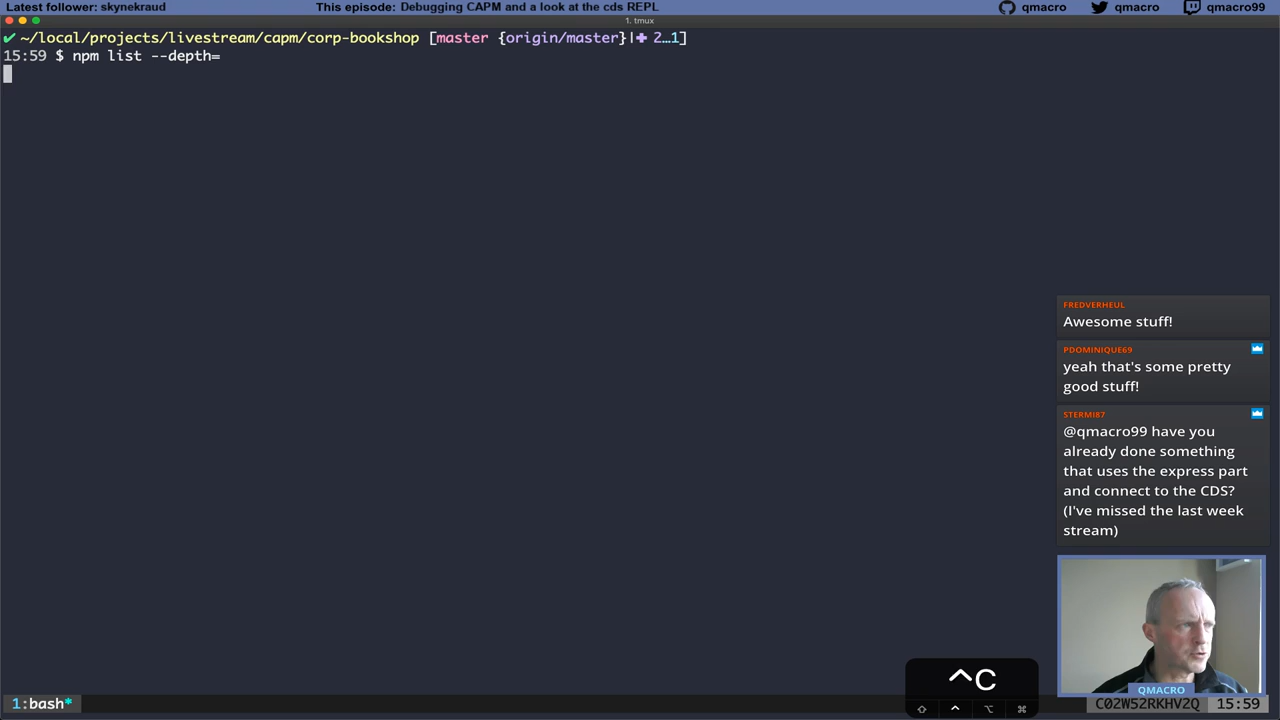 Latest follower: skynekraud
This episode: Debugging CAPM and a look at the cds REPL
qmacro
qmacro
qmacro99
1. tmux
✔ ~/local/projects/livestream/capm/corp-bookshop [master {origin/master}|✚ 2…1]
15:59 $ npm list --depth=
FREDVERHEUL
Awesome stuff!
PDOMINIQUE69
yeah that's some pretty
good stuff!
STERMI87
@qmacro99 have you
already done something
that uses the express part
and connect to the CDS?
(I've missed the last week
stream)
^C
⇧ ⌃ ⌥ ⌘
QMACRO
1:bash*
C02W52RKHV2Q 15:59